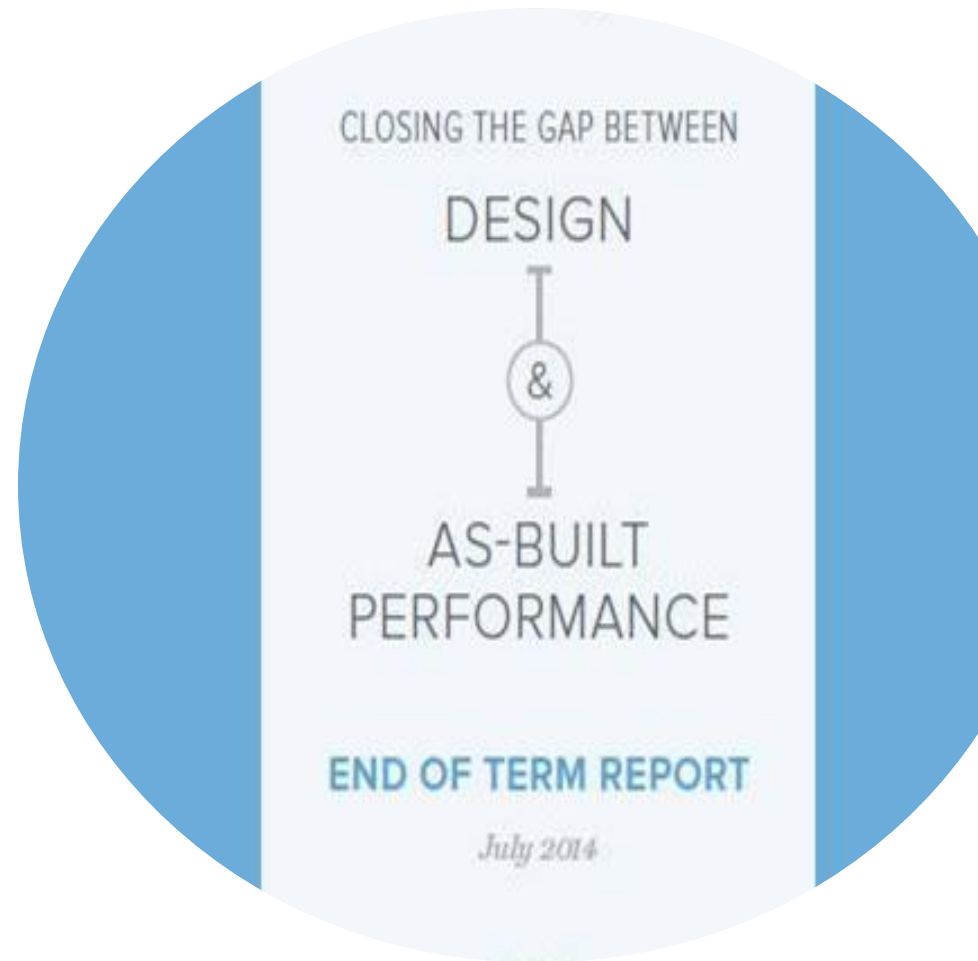 CLOSING THE GAP BETWEEN
DESIGN
&
AS-BUILT
PERFORMANCE
END OF TERM REPORT
July 2014